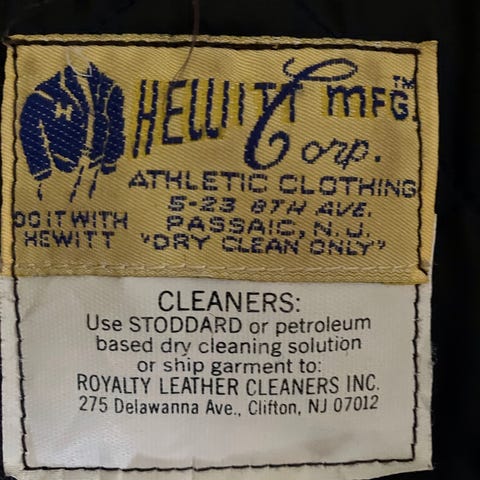 HEWITT MFG.™
Corp.
ATHLETIC CLOTHING
5-23 8TH AVE.
PASSAIC, N.J.
"DRY CLEAN ONLY"
DO IT WITH
HEWITT
CLEANERS:
Use STODDARD or petroleum
based dry cleaning solution
or ship garment to:
ROYALTY LEATHER CLEANERS INC.
275 Delawanna Ave., Clifton, NJ 07012